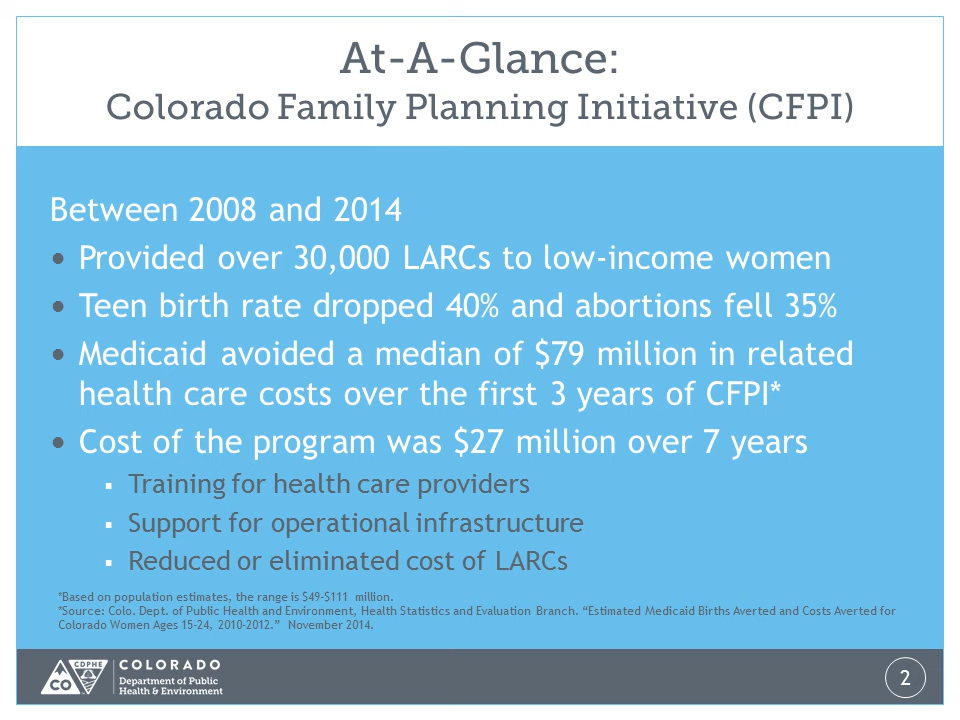 At-A-Glance:
Colorado Family Planning Initiative (CFPI)
Between 2008 and 2014
• Provided over 30,000 LARCs to low-income women
• Teen birth rate dropped 40% and abortions fell 35%
• Medicaid avoided a median of $79 million in related
health care costs over the first 3 years of CFPI*
• Cost of the program was $27 million over 7 years
▪ Training for health care providers
▪ Support for operational infrastructure
▪ Reduced or eliminated cost of LARCs
*Based on population estimates, the range is $49-$111 million.
*Source: Colo. Dept. of Public Health and Environment, Health Statistics and Evaluation Branch. “Estimated Medicaid Births Averted and Costs Averted for
Colorado Women Ages 15-24, 2010-2012.” November 2014.
CO
CDPHE
COLORADO
Department of Public
Health & Environment
2